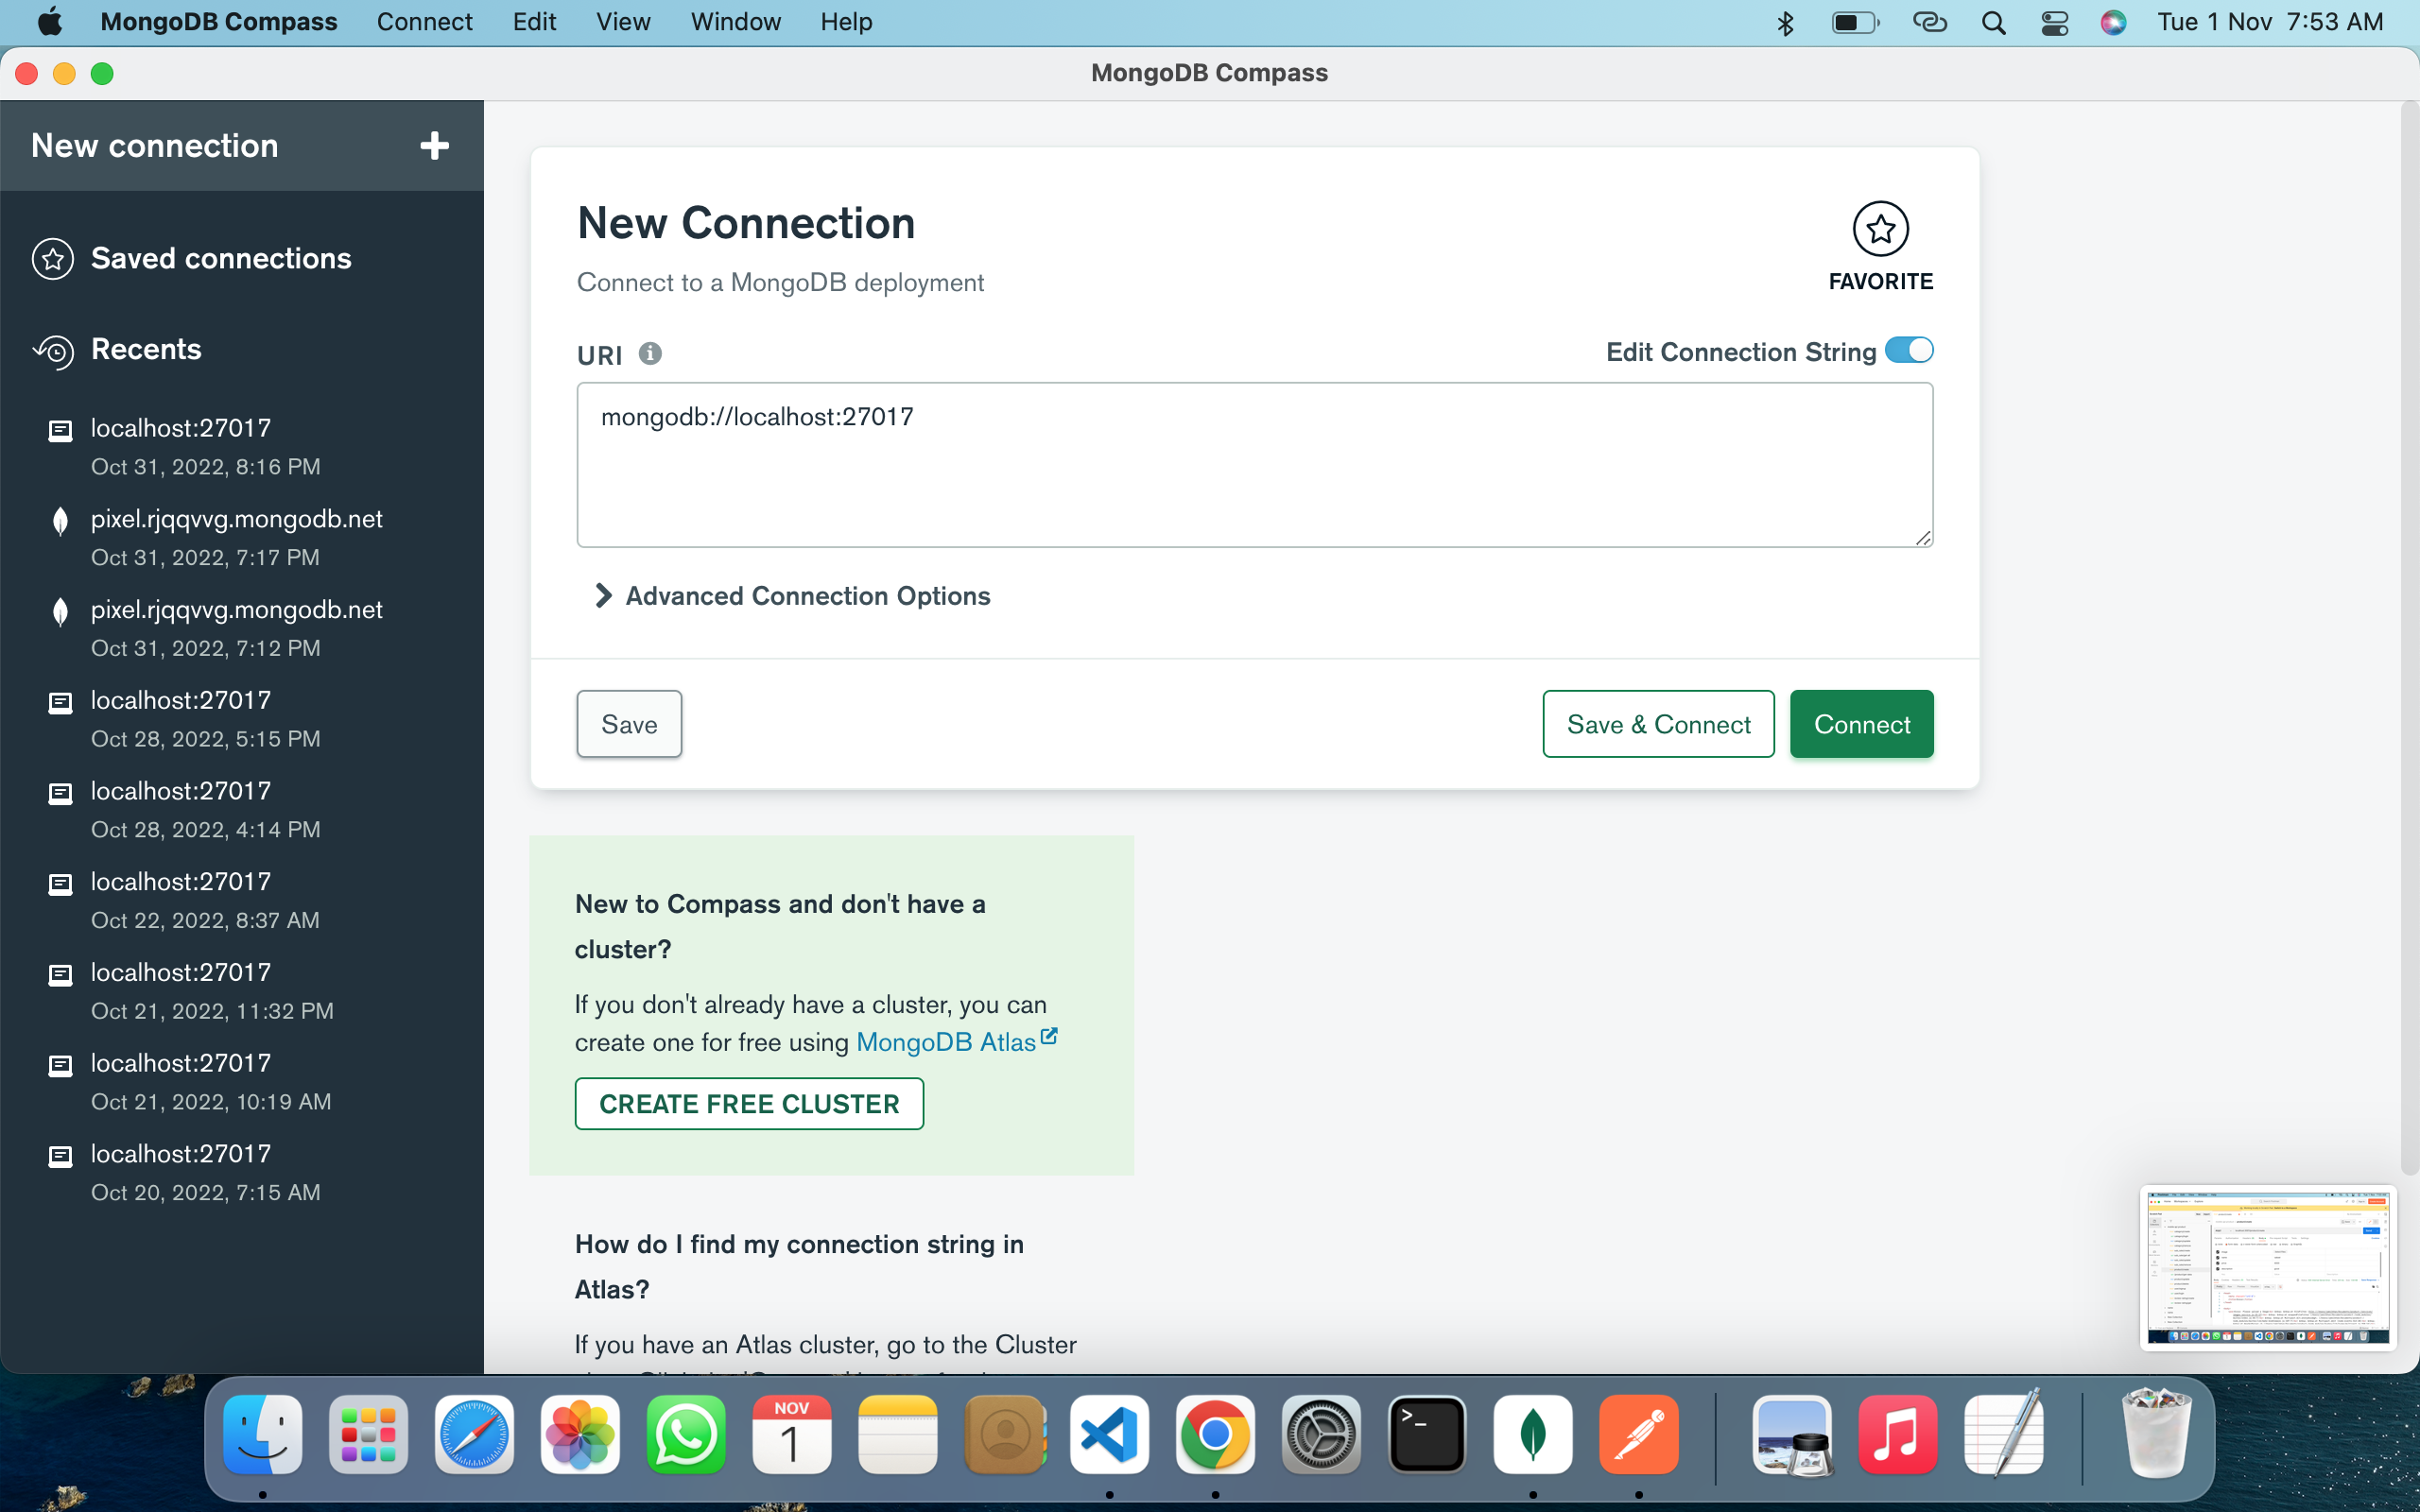 MongoDB Compass Connect Edit View Window Help Tue 1 Nov 7:53 AM
MongoDB Compass
New connection
Saved connections
Recents
localhost:27017
Oct 31, 2022, 8:16 PM
pixel.rjqqvvg.mongodb.net
Oct 31, 2022, 7:17 PM
pixel.rjqqvvg.mongodb.net
Oct 31, 2022, 7:12 PM
localhost:27017
Oct 28, 2022, 5:15 PM
localhost:27017
Oct 28, 2022, 4:14 PM
localhost:27017
Oct 22, 2022, 8:37 AM
localhost:27017
Oct 21, 2022, 11:32 PM
localhost:27017
Oct 21, 2022, 10:19 AM
localhost:27017
Oct 20, 2022, 7:15 AM
New Connection
Connect to a MongoDB deployment
FAVORITE
URI
Edit Connection String
mongodb://localhost:27017
Advanced Connection Options
Save
Save & Connect
Connect
New to Compass and don't have a
cluster?
If you don't already have a cluster, you can
create one for free using MongoDB Atlas
CREATE FREE CLUSTER
How do I find my connection string in
Atlas?
If you have an Atlas cluster, go to the Cluster
NOV
1